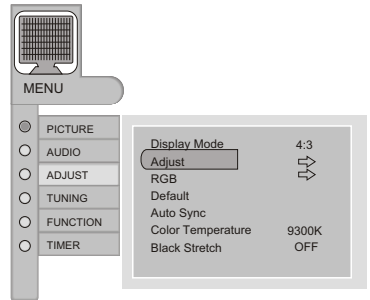 MENU
PICTURE
AUDIO
ADJUST
TUNING
FUNCTION
TIMER
Display Mode 4:3
Adjust
RGB
Default
Auto Sync
Color Temperature 9300K
Black Stretch OFF